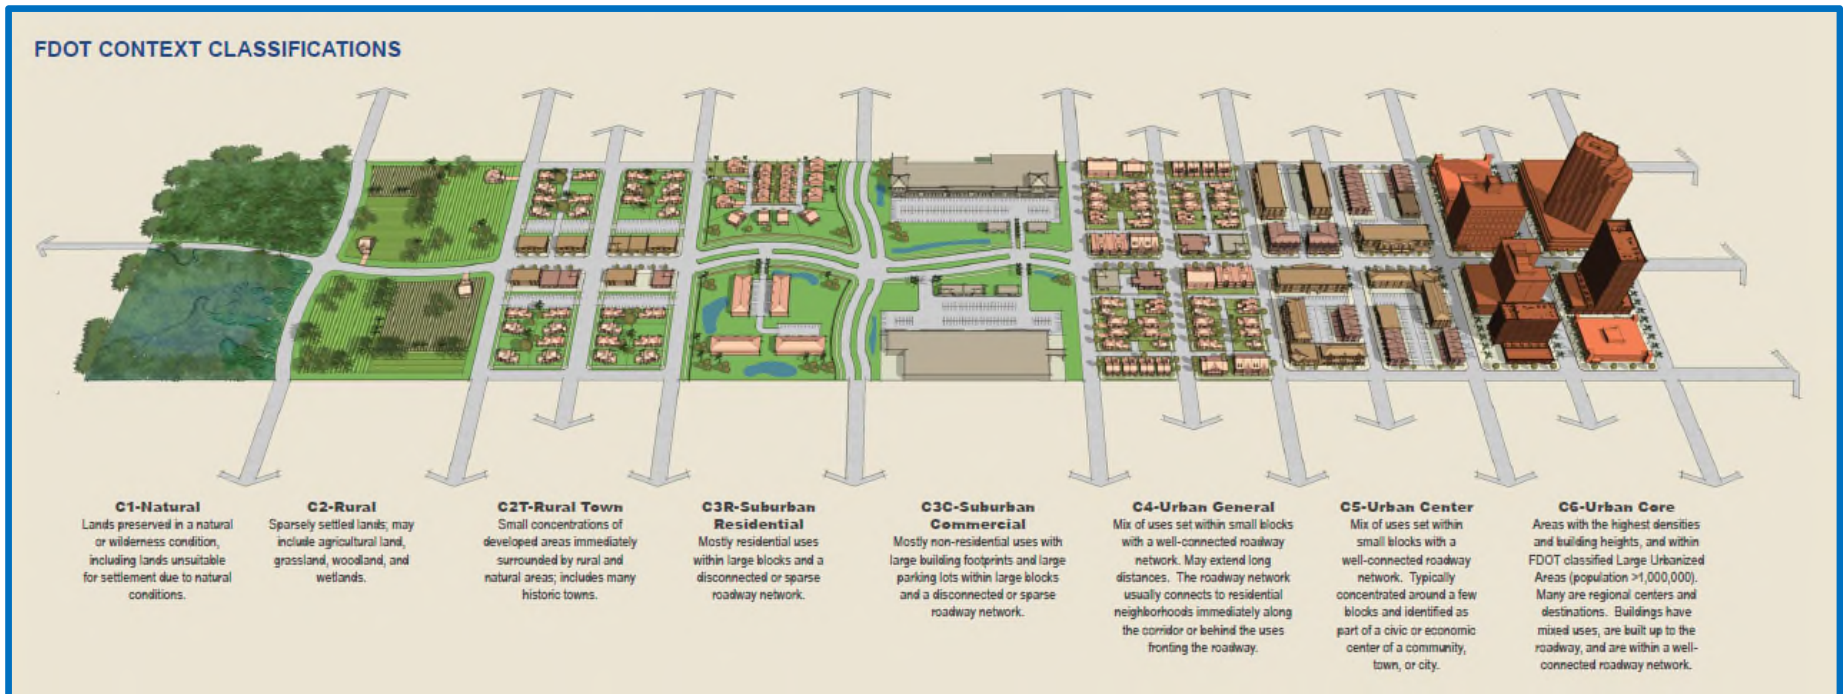 FDOT CONTEXT CLASSIFICATIONS
C1-Natural
Lands preserved in a natural
or wilderness condition,
including lands unsuitable
for settlement due to natural
conditions.
C2-Rural
Sparsely settled lands; may
include agricultural land,
grassland, woodland, and
wetlands.
C2T-Rural Town
Small concentrations of
developed areas immediately
surrounded by rural and
natural areas; includes many
historic towns.
C3R-Suburban
Residential
Mostly residential uses
within large blocks and a
disconnected or sparse
roadway network.
C3C-Suburban
Commercial
Mostly non-residential uses with
large building footprints and large
parking lots within large blocks
and a disconnected or sparse
roadway network.
C4-Urban General
Mix of uses set within small blocks
with a well-connected roadway
network. May extend long
distances. The roadway network
usually connects to residential
neighborhoods immediately along
the corridor or behind the uses
fronting the roadway.
C5-Urban Center
Mix of uses set within
small blocks with a
well-connected roadway
network. Typically
concentrated around a few
blocks and identified as
part of a civic or economic
center of a community,
town, or city.
C6-Urban Core
Areas with the highest densities
and building heights, and within
FDOT classified Large Urbanized
Areas (population >1,000,000).
Many are regional centers and
destinations. Buildings have
mixed uses, are built up to the
roadway, and are within a well-
connected roadway network.